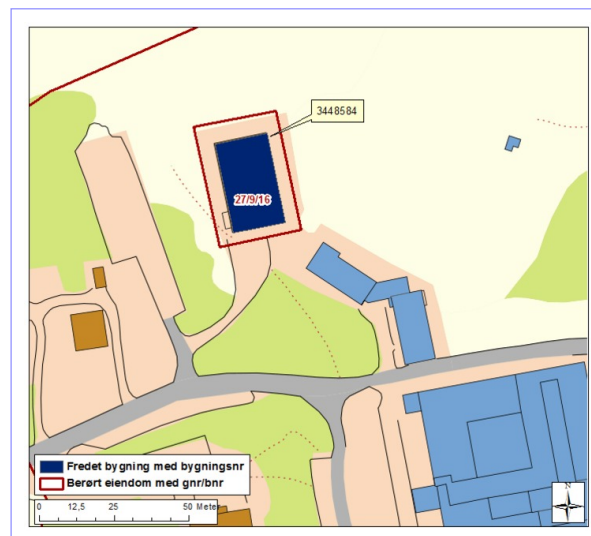 3448584
27/9/16
Fredet bygning med bygningsnr
Berørt eiendom med gnr/bnr
0 12,5 25 50 Meter
N